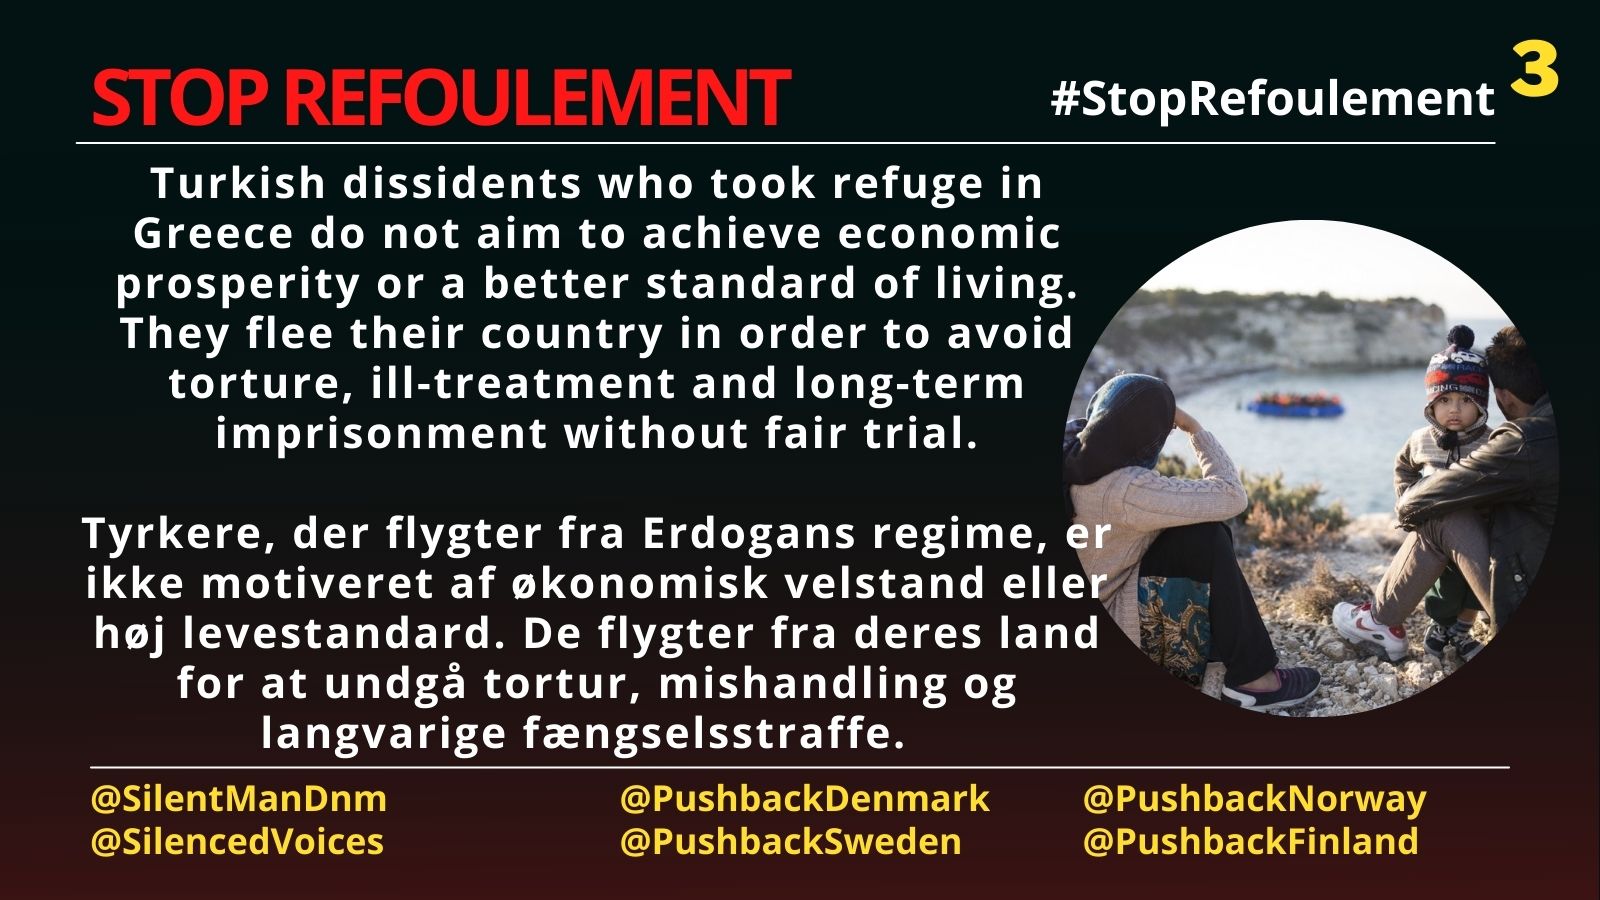 STOP REFOULEMENT
#StopRefoulement
3
Turkish dissidents who took refuge in
Greece do not aim to achieve economic
prosperity or a better standard of living.
They flee their country in order to avoid
torture, ill-treatment and long-term
imprisonment without fair trial.
Tyrkere, der flygter fra Erdogans regime, er
ikke motiveret af økonomisk velstand eller
høj levestandard. De flygter fra deres land
for at undgå tortur, mishandling og
langvarige fængselsstraffe.
@SilentManDnm
@SilencedVoices
@PushbackDenmark
@PushbackSweden
@PushbackNorway
@PushbackFinland